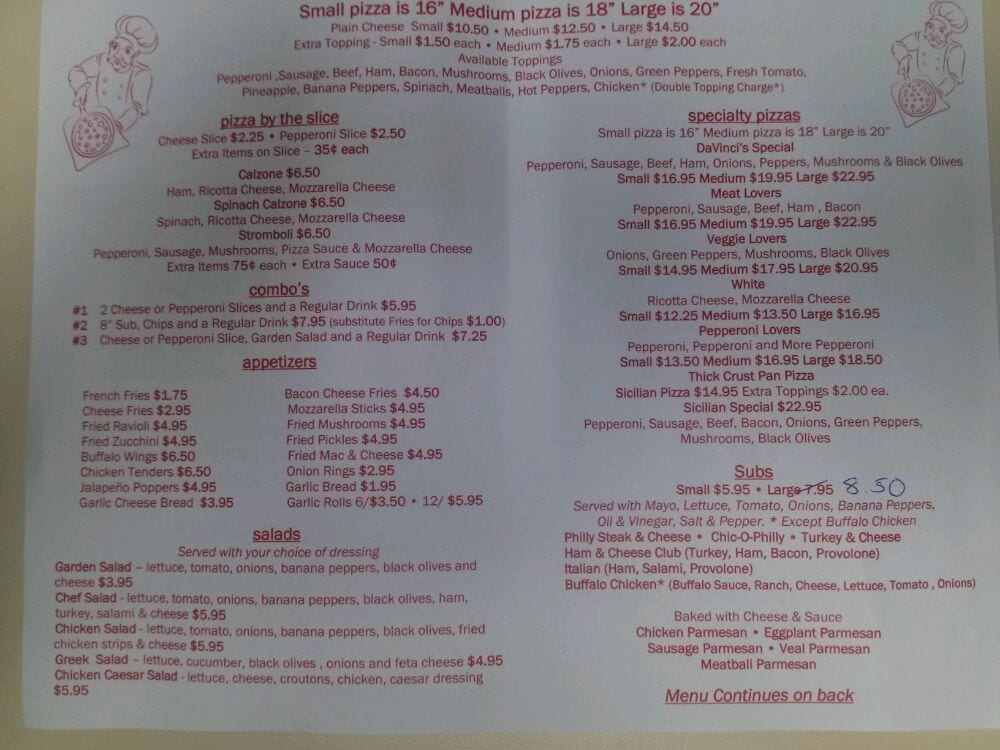 Small pizza is 16" Medium pizza is 18" Large is 20"
Plain Cheese Small $10.50 • Medium $12.50 • Large $14.50
Extra Topping - Small $1.50 each • Medium $1.75 each • Large $2.00 each
Available Toppings
Pepperoni ,Sausage, Beef, Ham, Bacon, Mushrooms, Black Olives, Onions, Green Peppers, Fresh Tomato,
Pineapple, Banana Peppers, Spinach, Meatballs, Hot Peppers, Chicken* (Double Topping Charge*)
pizza by the slice
Cheese Slice $2.25 • Pepperoni Slice $2.50
Extra Items on Slice – 35¢ each
Calzone $6.50
Ham, Ricotta Cheese, Mozzarella Cheese
Spinach Calzone $6.50
Spinach, Ricotta Cheese, Mozzarella Cheese
Stromboli $6.50
Pepperoni, Sausage, Mushrooms, Pizza Sauce & Mozzarella Cheese
Extra Items 75¢ each • Extra Sauce 50¢
combo's
#1 2 Cheese or Pepperoni Slices and a Regular Drink $5.95
#2 8" Sub, Chips and a Regular Drink $7.95 (substitute Fries for Chips $1.00)
#3 Cheese or Pepperoni Slice, Garden Salad and a Regular Drink $7.25
appetizers
French Fries $1.75
Cheese Fries $2.95
Fried Ravioli $4.95
Fried Zucchini $4.95
Buffalo Wings $6.50
Chicken Tenders $6.50
Jalapeño Poppers $4.95
Garlic Cheese Bread $3.95
Bacon Cheese Fries $4.50
Mozzarella Sticks $4.95
Fried Mushrooms $4.95
Fried Pickles $4.95
Fried Mac & Cheese $4.95
Onion Rings $2.95
Garlic Bread $1.95
Garlic Rolls 6/$3.50 • 12/ $5.95
salads
Served with your choice of dressing
Garden Salad – lettuce, tomato, onions, banana peppers, black olives and
cheese $3.95
Chef Salad - lettuce, tomato, onions, banana peppers, black olives, ham,
turkey, salami & cheese $5.95
Chicken Salad - lettuce, tomato, onions, banana peppers, black olives, fried
chicken strips & cheese $5.95
Greek Salad – lettuce, cucumber, black olives , onions and feta cheese $4.95
Chicken Caesar Salad - lettuce, cheese, croutons, chicken, caesar dressing
$5.95
specialty pizzas
Small pizza is 16" Medium pizza is 18" Large is 20"
DaVinci's Special
Pepperoni, Sausage, Beef, Ham, Onions, Peppers, Mushrooms & Black Olives
Small $16.95 Medium $19.95 Large $22.95
Meat Lovers
Pepperoni, Sausage, Beef, Ham , Bacon
Small $16.95 Medium $19.95 Large $22.95
Veggie Lovers
Onions, Green Peppers, Mushrooms, Black Olives
Small $14.95 Medium $17.95 Large $20.95
White
Ricotta Cheese, Mozzarella Cheese
Small $12.25 Medium $13.50 Large $16.95
Pepperoni Lovers
Pepperoni, Pepperoni and More Pepperoni
Small $13.50 Medium $16.95 Large $18.50
Thick Crust Pan Pizza
Sicilian Pizza $14.95 Extra Toppings $2.00 ea.
Sicilian Special $22.95
Pepperoni, Sausage, Beef, Bacon, Onions, Green Peppers,
Mushrooms, Black Olives
Subs
Small $5.95 • Large 7.95 8.50
Served with Mayo, Lettuce, Tomato, Onions, Banana Peppers,
Oil & Vinegar, Salt & Pepper. * Except Buffalo Chicken
Philly Steak & Cheese • Chic-O-Philly • Turkey & Cheese
Ham & Cheese Club (Turkey, Ham, Bacon, Provolone)
Italian (Ham, Salami, Provolone)
Buffalo Chicken* (Buffalo Sauce, Ranch, Cheese, Lettuce, Tomato , Onions)
Baked with Cheese & Sauce
Chicken Parmesan • Eggplant Parmesan
Sausage Parmesan • Veal Parmesan
Meatball Parmesan
Menu Continues on back